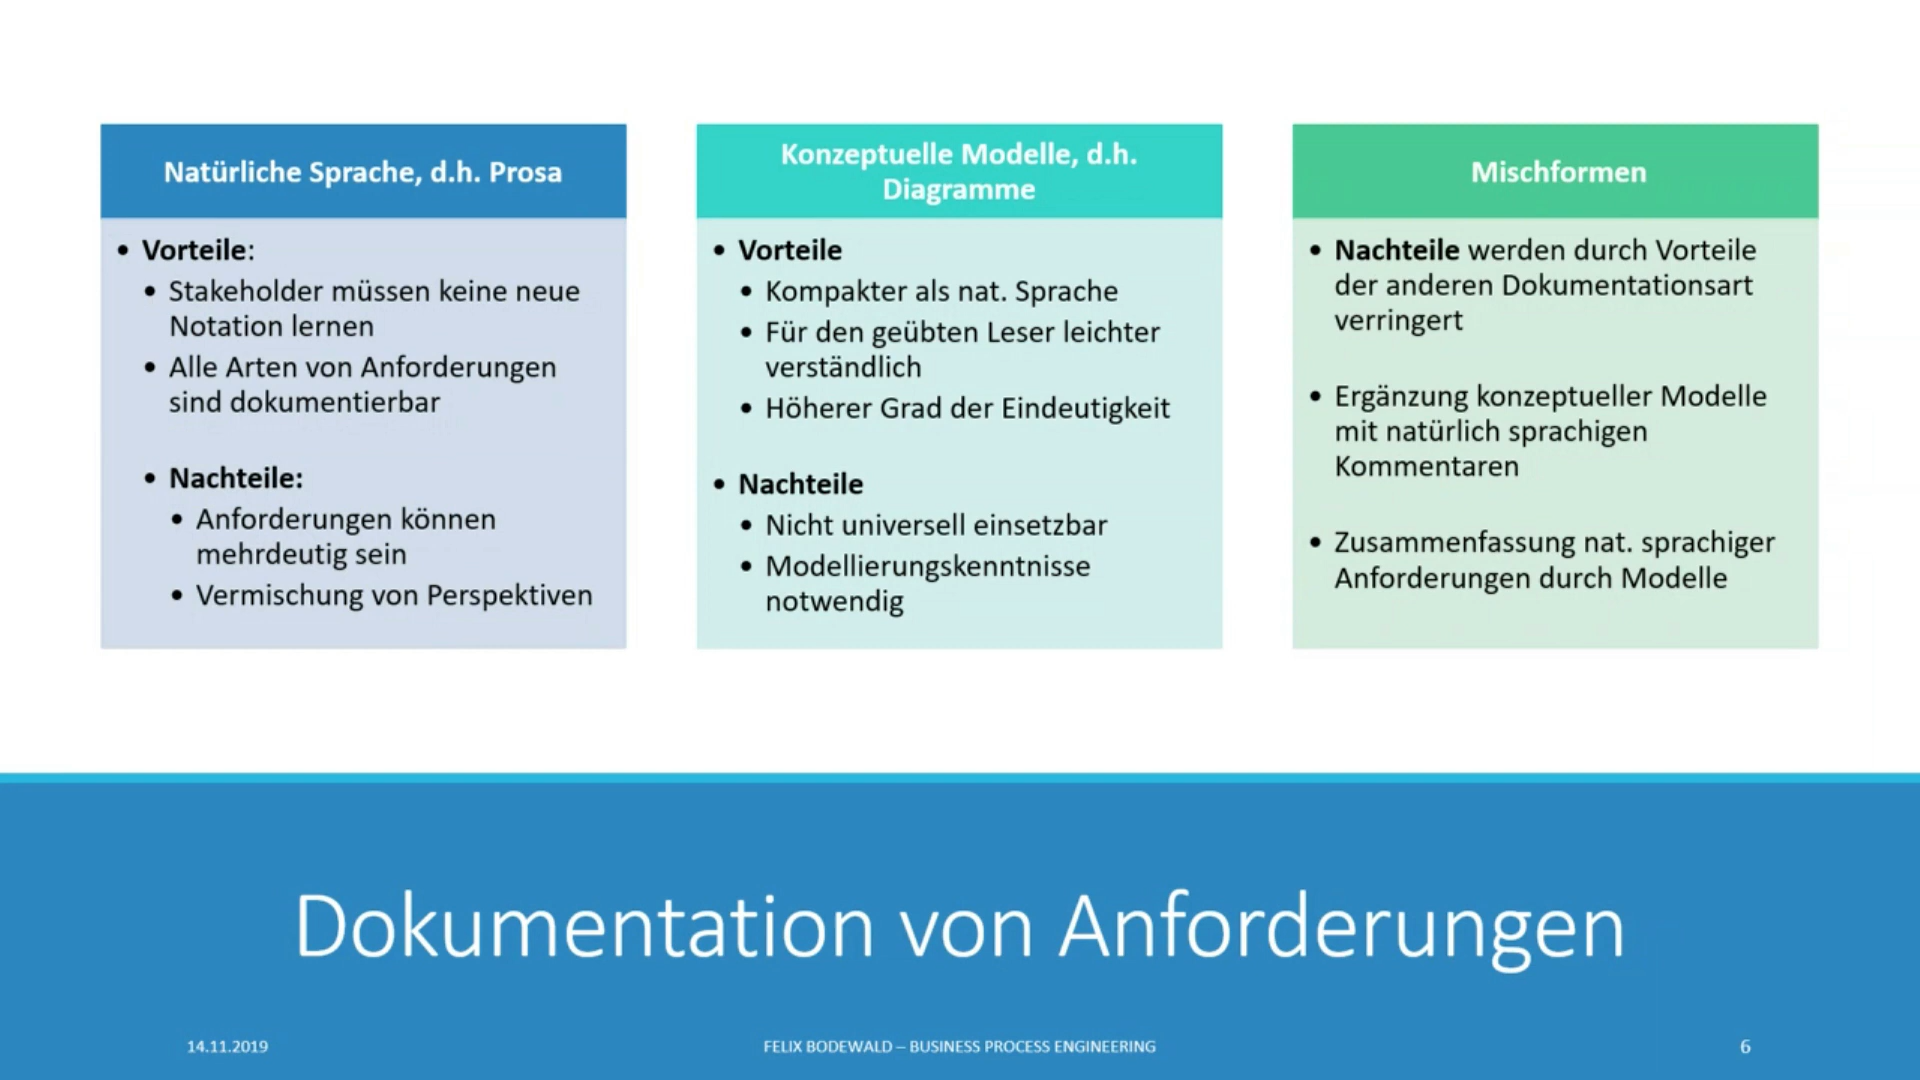 Natürliche Sprache, d.h. Prosa
• Vorteile:
• Stakeholder müssen keine neue
Notation lernen
• Alle Arten von Anforderungen
sind dokumentierbar
• Nachteile:
• Anforderungen können
mehrdeutig sein
• Vermischung von Perspektiven
Konzeptuelle Modelle, d.h.
Diagramme
• Vorteile
• Kompakter als nat. Sprache
• Für den geübten Leser leichter
verständlich
• Höherer Grad der Eindeutigkeit
• Nachteile
• Nicht universell einsetzbar
• Modellierungskenntnisse
notwendig
Mischformen
• Nachteile werden durch Vorteile
der anderen Dokumentationsart
verringert
• Ergänzung konzeptueller Modelle
mit natürlich sprachigen
Kommentaren
• Zusammenfassung nat. sprachiger
Anforderungen durch Modelle
Dokumentation von Anforderungen
14.11.2019
FELIX BODEWALD – BUSINESS PROCESS ENGINEERING
6